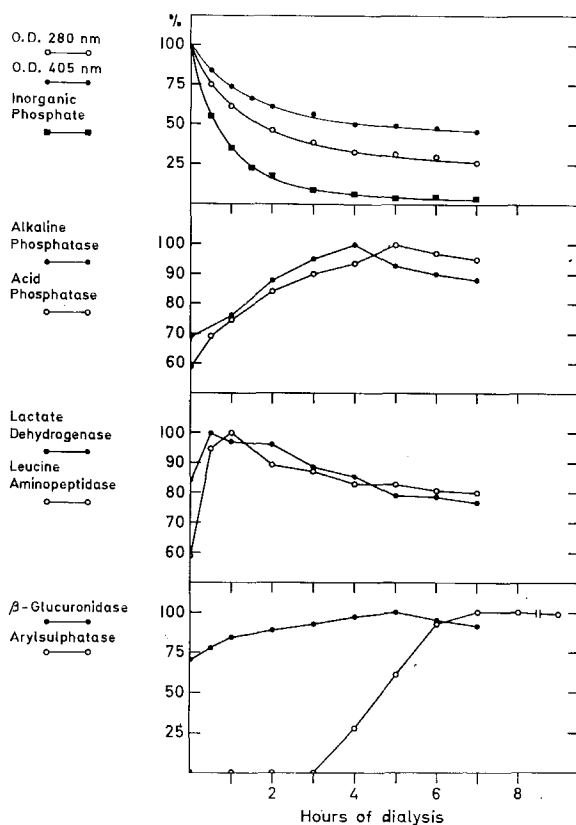 %
O.D. 280 nm
O.D. 405 nm
Inorganic
Phosphate
100
75
50
25
Alkaline
Phosphatase
Acid
Phosphatase
100
90
80
70
60
Lactate
Dehydrogenase
Leucine
Aminopeptidase
100
90
80
70
60
β-Glucuronidase
Arylsulphatase
100
75
50
25
2
4
6
8
Hours of dialysis